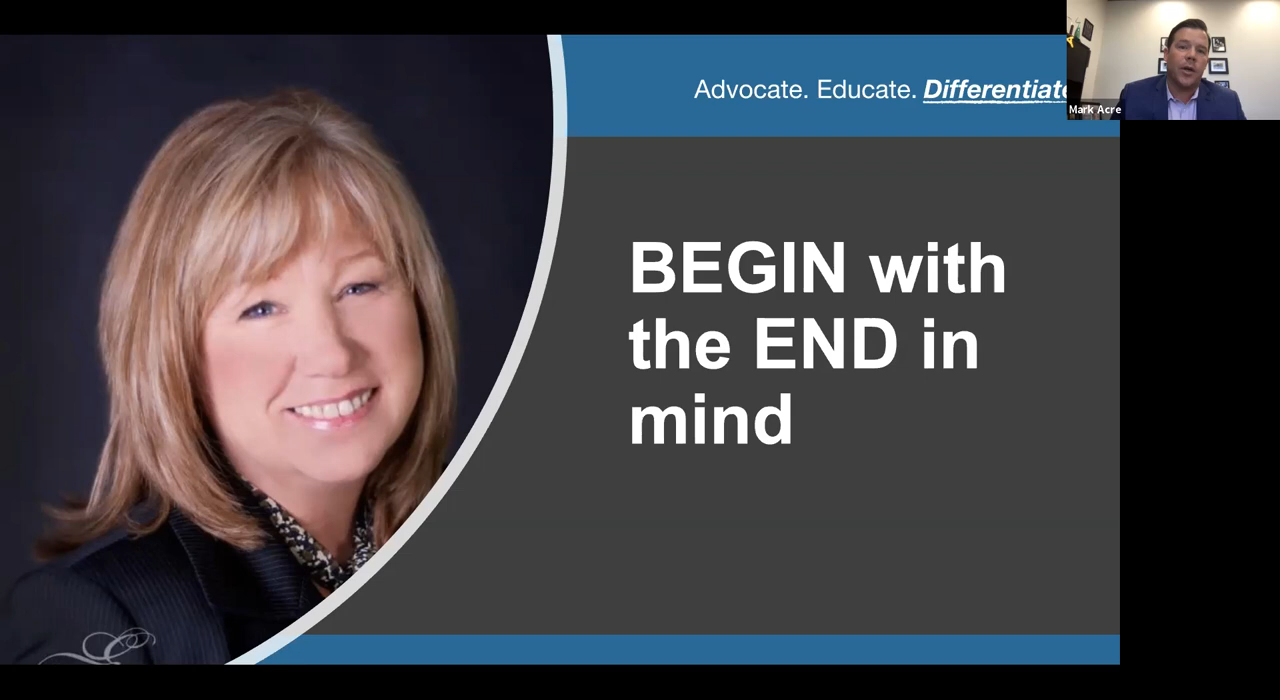 Advocate. Educate. Differentiate
Mark Acre
BEGIN with
the END in
mind